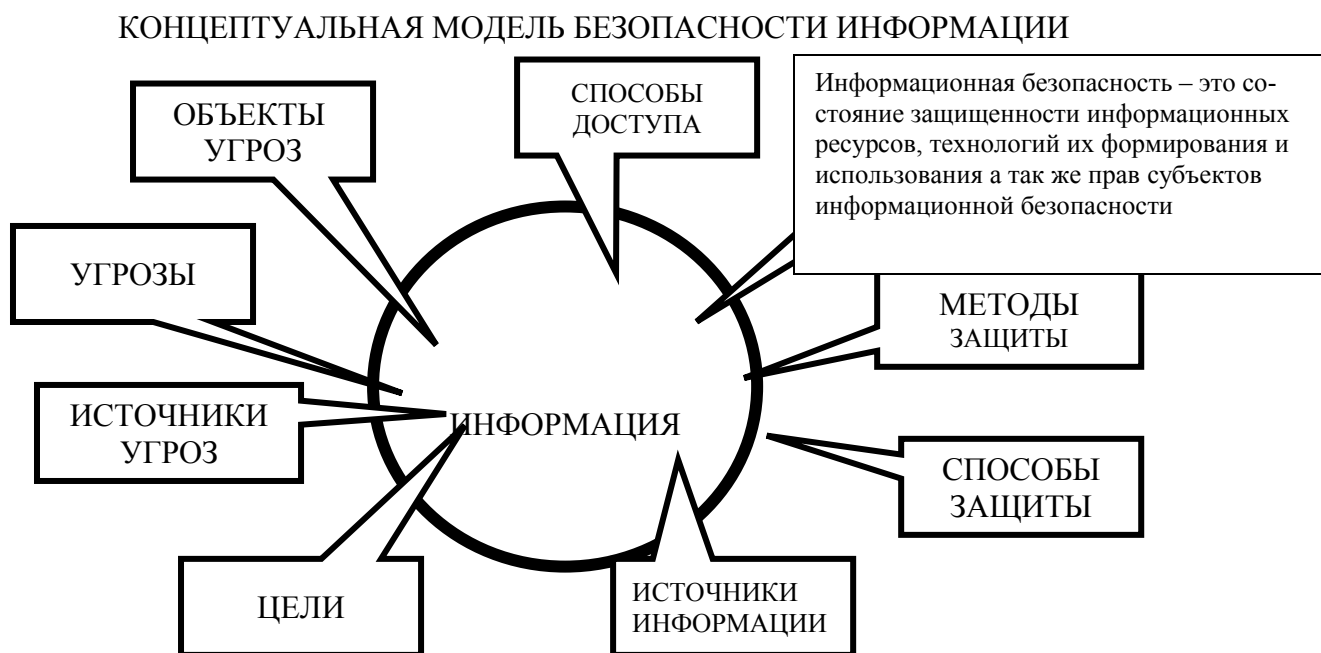 КОНЦЕПТУАЛЬНАЯ МОДЕЛЬ БЕЗОПАСНОСТИ ИНФОРМАЦИИ
ОБЪЕКТЫ
УГРОЗ
СПОСОБЫ
ДОСТУПА
Информационная безопасность – это со-
стояние защищенности информационных
ресурсов, технологий их формирования и
использования а так же прав субъектов
информационной безопасности
УГРОЗЫ
МЕТОДЫ
ЗАЩИТЫ
ИСТОЧНИКИ
УГРОЗ
ИНФОРМАЦИЯ
СПОСОБЫ
ЗАЩИТЫ
ЦЕЛИ
ИСТОЧНИКИ
ИНФОРМАЦИИ